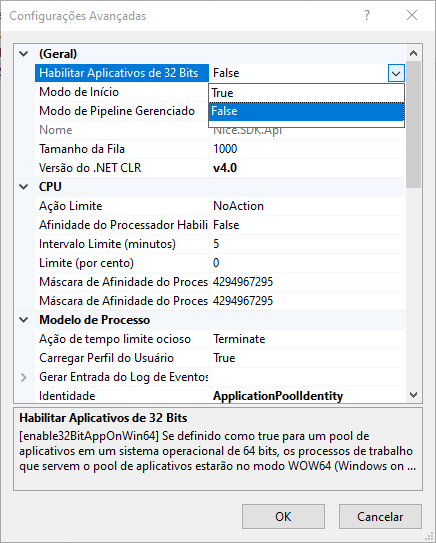 Configurações Avançadas
? ×
(Geral)
Habilitar Aplicativos de 32 Bits False
Modo de Início True
Modo de Pipeline Gerenciado False
Nome Nice.SDK.Api
Tamanho da Fila 1000
Versão do .NET CLR v4.0
CPU
Ação Limite NoAction
Afinidade do Processador Habili False
Intervalo Limite (minutos) 5
Limite (por cento) 0
Máscara de Afinidade do Proces 4294967295
Máscara de Afinidade do Proces 4294967295
Modelo de Processo
Ação de tempo limite ocioso Terminate
Carregar Perfil do Usuário True
Gerar Entrada do Log de Eventos
Identidade ApplicationPoolIdentity
Habilitar Aplicativos de 32 Bits
[enable32BitAppOnWin64] Se definido como true para um pool de
aplicativos em um sistema operacional de 64 bits, os processos de trabalho
que servem o pool de aplicativos estarão no modo WOW64 (Windows on ...
OK Cancelar